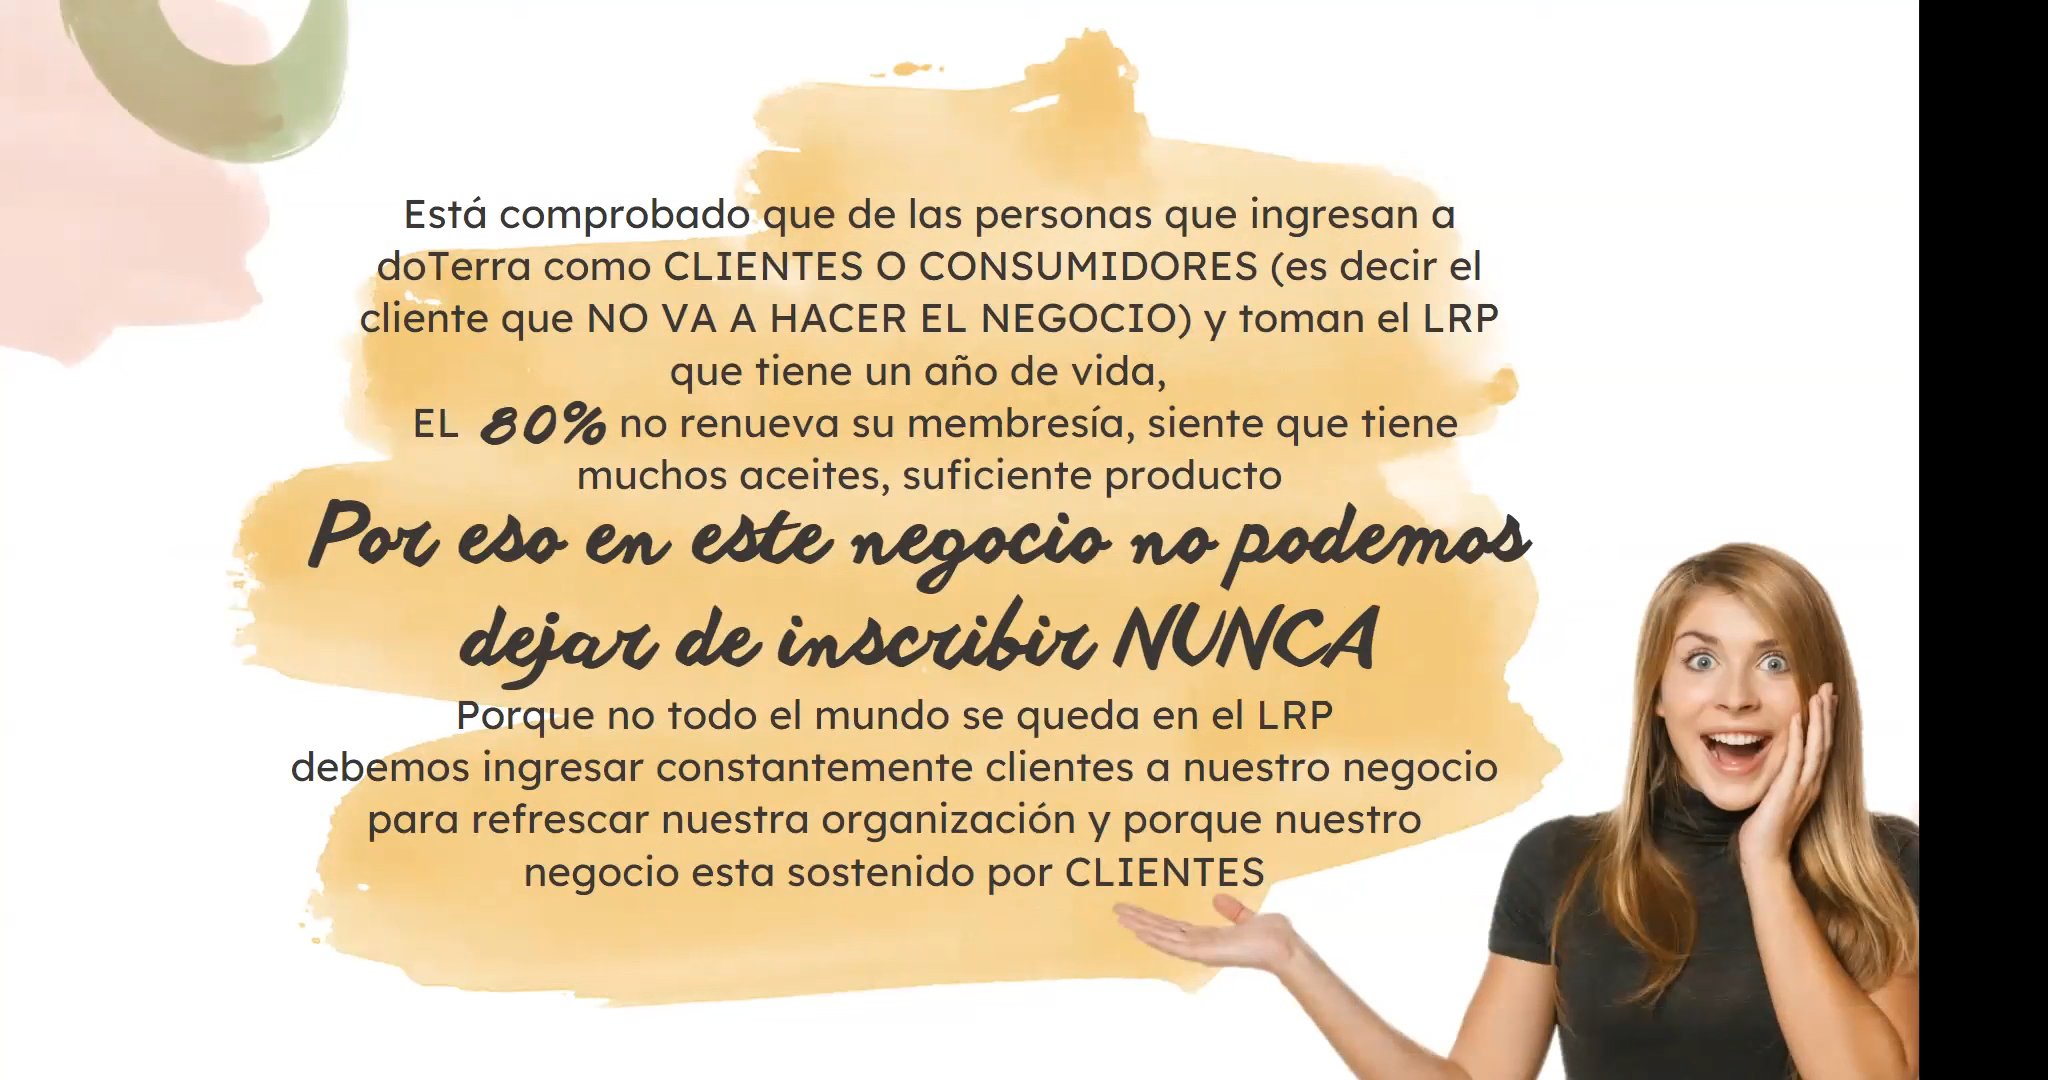 Está comprobado que de las personas que ingresan a
doTerra como CLIENTES O CONSUMIDORES (es decir el
cliente que NO VA A HACER EL NEGOCIO) y toman el LRP
que tiene un año de vida,
EL 80% no renueva su membresía, siente que tiene
muchos aceites, suficiente producto
Por eso en este negocio no podemos
dejar de inscribir NUNCA
Porque no todo el mundo se queda en el LRP
debemos ingresar constantemente clientes a nuestro negocio
para refrescar nuestra organización y porque nuestro
negocio esta sostenido por CLIENTES